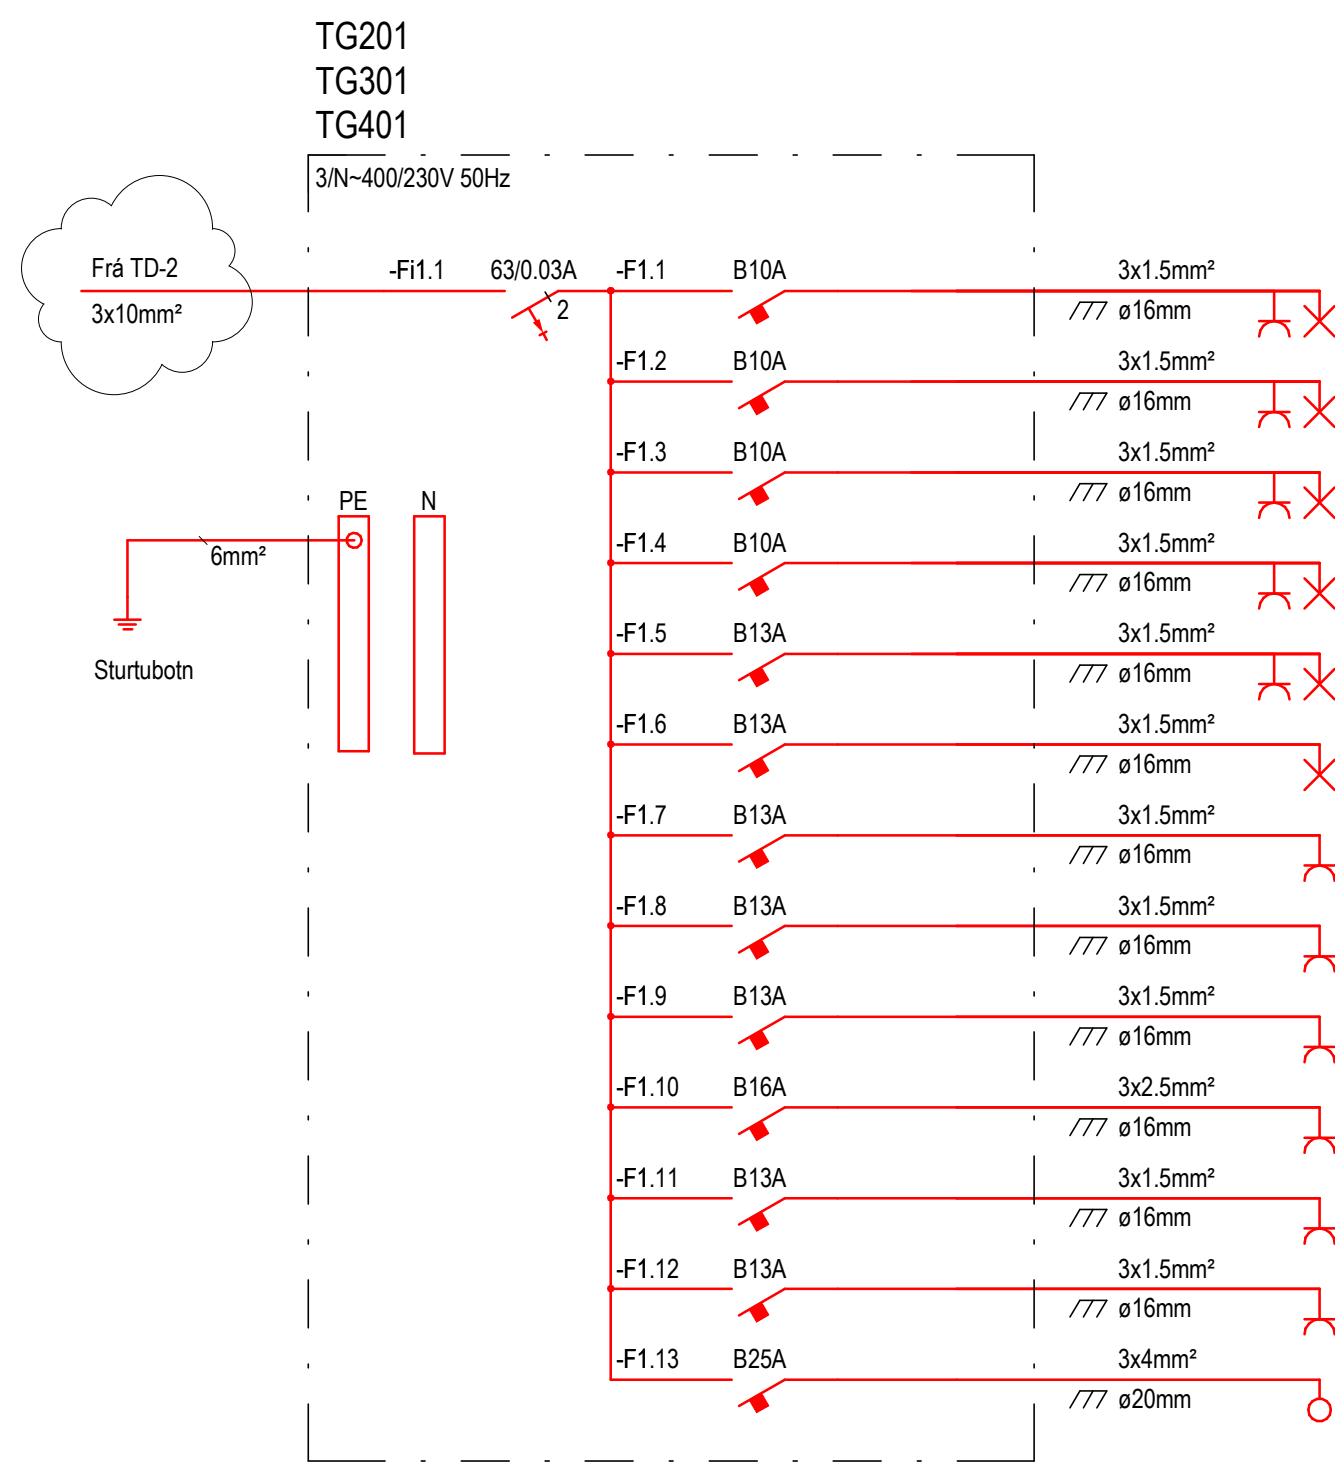 TG201
TG301
TG401
3/N~400/230V 50Hz
Frá TD-2
3x10mm²
-Fi1.1 63/0.03A
2
-F1.1 B10A 3x1.5mm²
ø16mm
-F1.2 B10A 3x1.5mm²
ø16mm
-F1.3 B10A 3x1.5mm²
ø16mm
PE N
6mm²
Sturtubotn
-F1.4 B10A 3x1.5mm²
ø16mm
-F1.5 B13A 3x1.5mm²
ø16mm
-F1.6 B13A 3x1.5mm²
ø16mm
-F1.7 B13A 3x1.5mm²
ø16mm
-F1.8 B13A 3x1.5mm²
ø16mm
-F1.9 B13A 3x1.5mm²
ø16mm
-F1.10 B16A 3x2.5mm²
ø16mm
-F1.11 B13A 3x1.5mm²
ø16mm
-F1.12 B13A 3x1.5mm²
ø16mm
-F1.13 B25A 3x4mm²
ø20mm